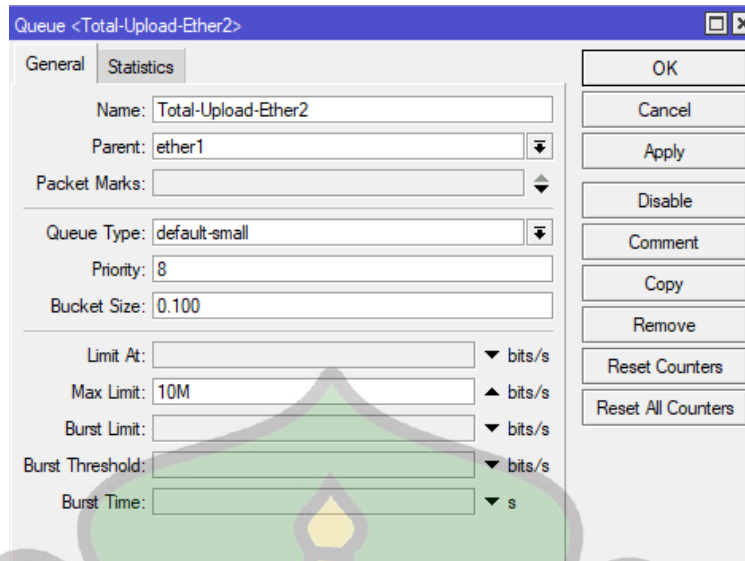 Queue <Total-Upload-Ether2>
General Statistics
Name: Total-Upload-Ether2
Parent: ether1
Packet Marks:
Queue Type: default-small
Priority: 8
Bucket Size: 0.100
Limit At: bits/s
Max Limit: 10M bits/s
Burst Limit: bits/s
Burst Threshold: bits/s
Burst Time: s
OK
Cancel
Apply
Disable
Comment
Copy
Remove
Reset Counters
Reset All Counters